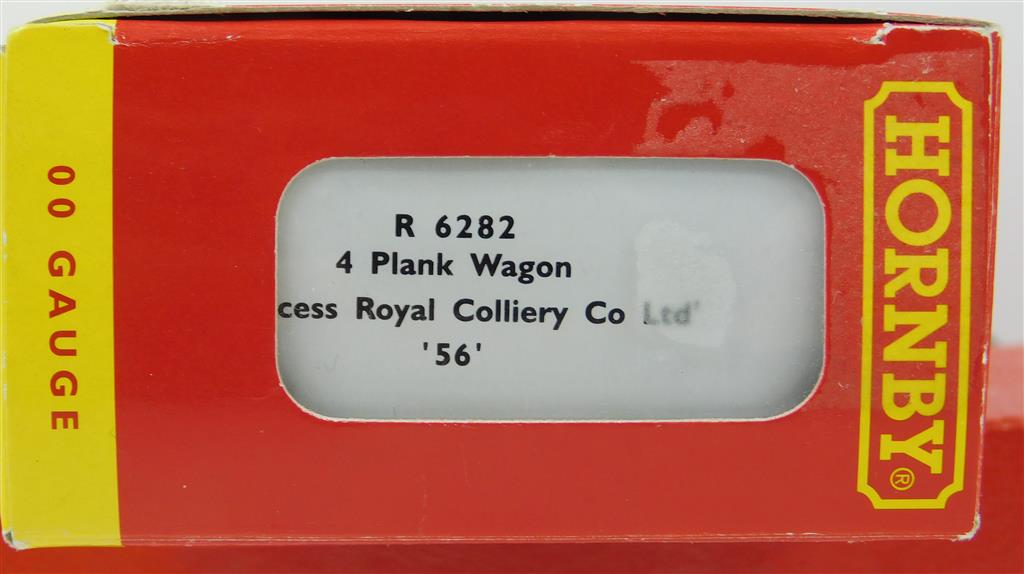 00 GAUGE
R 6282
4 Plank Wagon
cess Royal Colliery Co Ltd'
'56'
HORNBY®